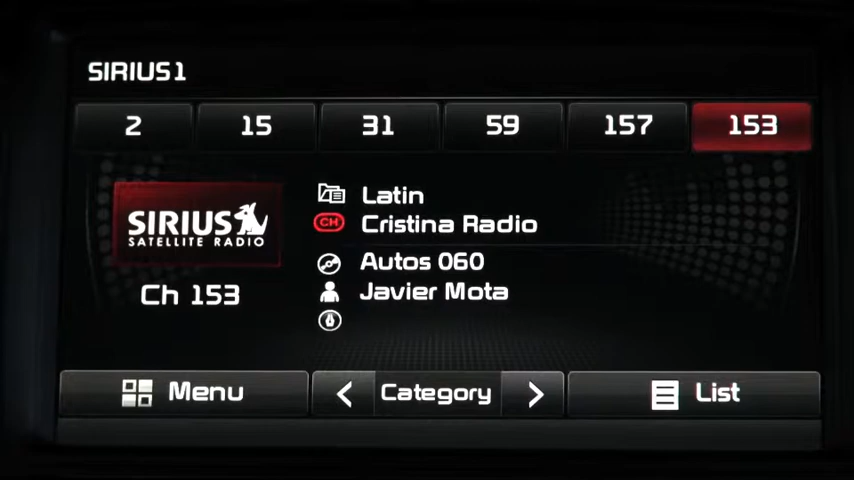 SIRIUS1
2 15 31 59 157 153
Latin
CH Cristina Radio
SIRIUS
SATELLITE RADIO
Autos 060
Ch 153
Javier Mota
Menu < Category > List